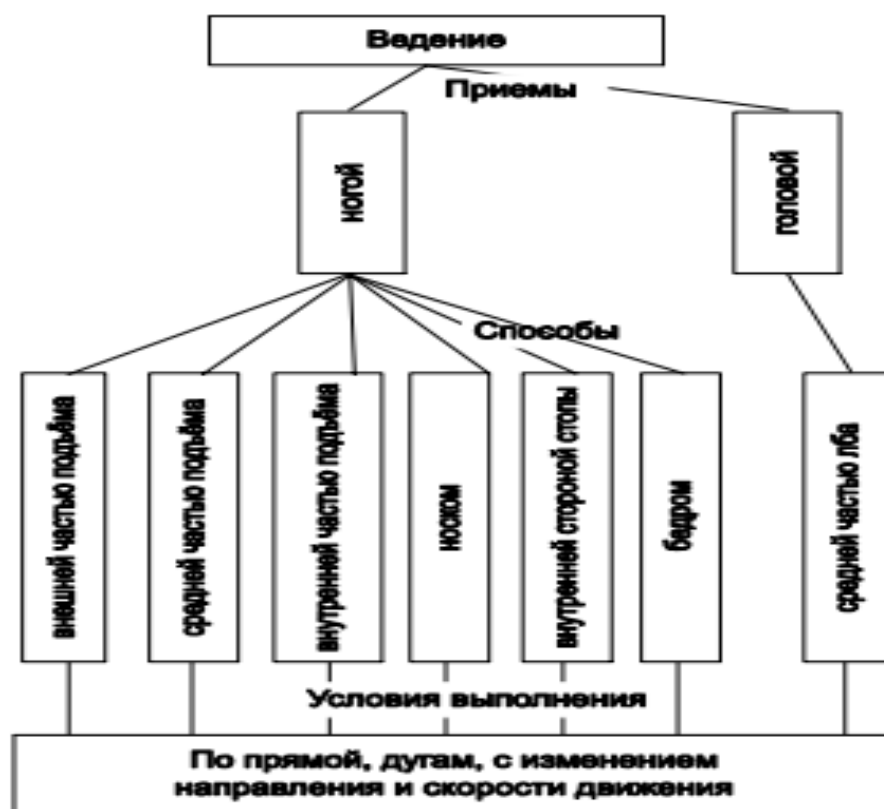 Ведение
Приемы
ногой
головой
Способы
внешней частью подъёма
средней частью подъёма
внутренней частью подъёма
носком
внутренней стороной стопы
бедром
средней частью лба
Условия выполнения
По прямой, дугам, с изменением
направления и скорости движения